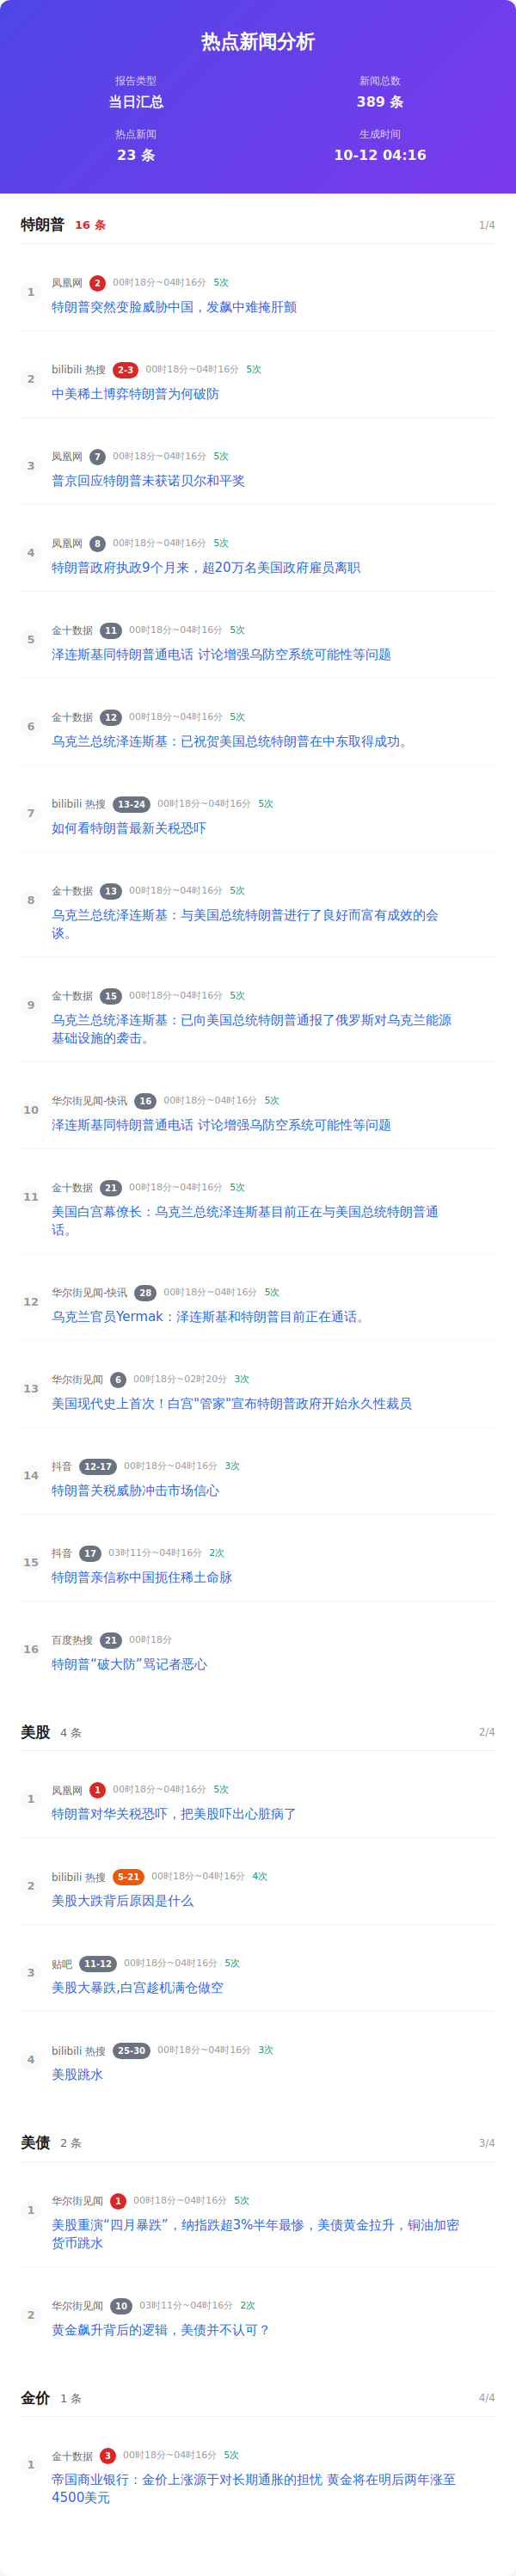 热点新闻分析
报告类型
当日汇总
新闻总数
389 条
热点新闻
23 条
生成时间
10-12 04:16
特朗普 16 条 1/4
1 凤凰网 2 00时18分~04时16分 5次
特朗普突然变脸威胁中国，发飙中难掩肝颤
2 bilibili 热搜 2-3 00时18分~04时16分 5次
中美稀土博弈特朗普为何破防
3 凤凰网 7 00时18分~04时16分 5次
普京回应特朗普未获诺贝尔和平奖
4 凤凰网 8 00时18分~04时16分 5次
特朗普政府执政9个月来，超20万名美国政府雇员离职
5 金十数据 11 00时18分~04时16分 5次
泽连斯基同特朗普通电话 讨论增强乌防空系统可能性等问题
6 金十数据 12 00时18分~04时16分 5次
乌克兰总统泽连斯基：已祝贺美国总统特朗普在中东取得成功。
7 bilibili 热搜 13-24 00时18分~04时16分 5次
如何看特朗普最新关税恐吓
8 金十数据 13 00时18分~04时16分 5次
乌克兰总统泽连斯基：与美国总统特朗普进行了良好而富有成效的会
谈。
9 金十数据 15 00时18分~04时16分 5次
乌克兰总统泽连斯基：已向美国总统特朗普通报了俄罗斯对乌克兰能源
基础设施的袭击。
10 华尔街见闻-快讯 16 00时18分~04时16分 5次
泽连斯基同特朗普通电话 讨论增强乌防空系统可能性等问题
11 金十数据 21 00时18分~04时16分 5次
美国白宫幕僚长：乌克兰总统泽连斯基目前正在与美国总统特朗普通
话。
12 华尔街见闻-快讯 28 00时18分~04时16分 5次
乌克兰官员Yermak：泽连斯基和特朗普目前正在通话。
13 华尔街见闻 6 00时18分~02时20分 3次
美国现代史上首次！白宫"管家"宣布特朗普政府开始永久性裁员
14 抖音 12-17 00时18分~04时16分 3次
特朗普关税威胁冲击市场信心
15 抖音 17 03时11分~04时16分 2次
特朗普亲信称中国扼住稀土命脉
16 百度热搜 21 00时18分
特朗普“破大防”骂记者恶心
美股 4 条 2/4
1 凤凰网 1 00时18分~04时16分 5次
特朗普对华关税恐吓，把美股吓出心脏病了
2 bilibili 热搜 5-21 00时18分~04时16分 4次
美股大跌背后原因是什么
3 贴吧 11-12 00时18分~04时16分 5次
美股大暴跌,白宫趁机满仓做空
4 bilibili 热搜 25-30 00时18分~04时16分 3次
美股跳水
美债 2 条 3/4
1 华尔街见闻 1 00时18分~04时16分 5次
美股重演“四月暴跌”，纳指跌超3%半年最惨，美债黄金拉升，铜油加密
货币跳水
2 华尔街见闻 10 03时11分~04时16分 2次
黄金飙升背后的逻辑，美债并不认可？
金价 1 条 4/4
1 金十数据 3 00时18分~04时16分 5次
帝国商业银行：金价上涨源于对长期通胀的担忧 黄金将在明后两年涨至
4500美元